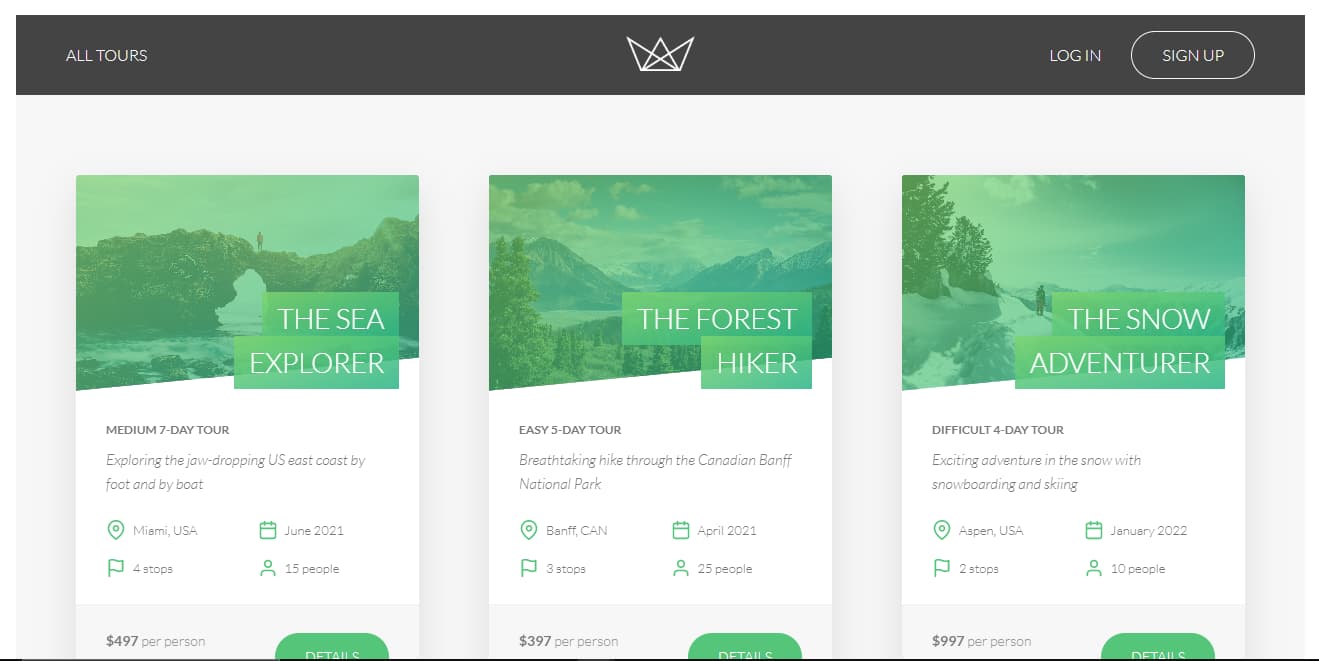 ALL TOURS
LOG IN
SIGN UP
THE SEA
EXPLORER
MEDIUM 7-DAY TOUR
Exploring the jaw-dropping US east coast by
foot and by boat
Miami, USA
June 2021
4 stops
15 people
$497 per person
DETAILS
THE FOREST
HIKER
EASY 5-DAY TOUR
Breathtaking hike through the Canadian Banff
National Park
Banff, CAN
April 2021
3 stops
25 people
$397 per person
DETAILS
THE SNOW
ADVENTURER
DIFFICULT 4-DAY TOUR
Exciting adventure in the snow with
snowboarding and skiing
Aspen, USA
January 2022
2 stops
10 people
$997 per person
DETAILS